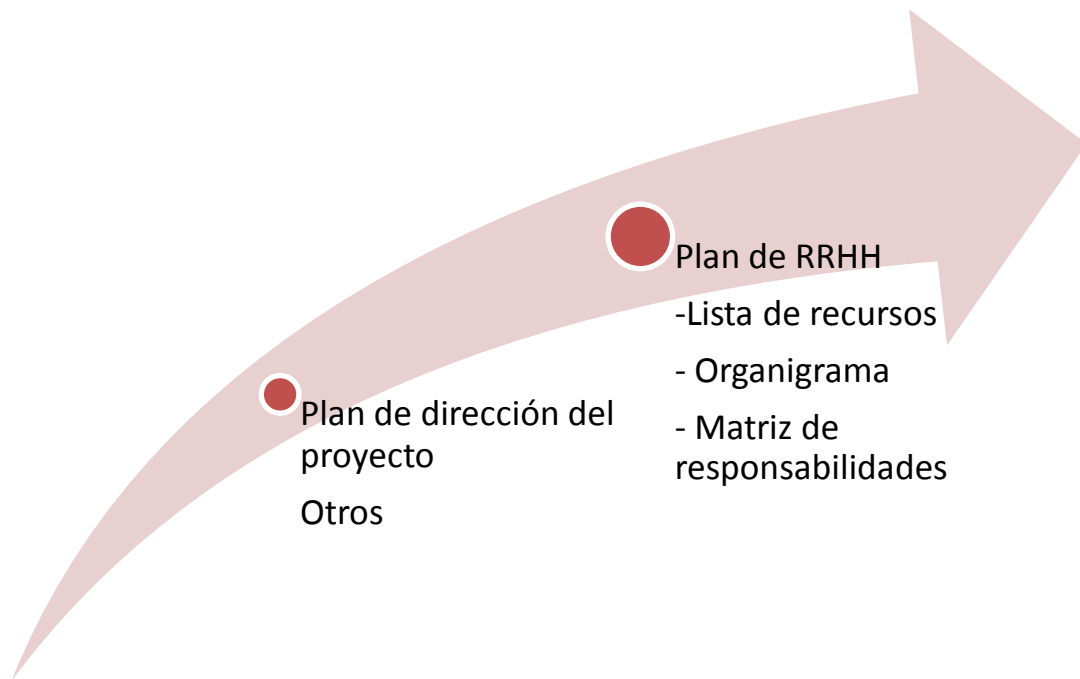 Plan de dirección del
proyecto
Otros
Plan de RRHH
-Lista de recursos
- Organigrama
- Matriz de
responsabilidades